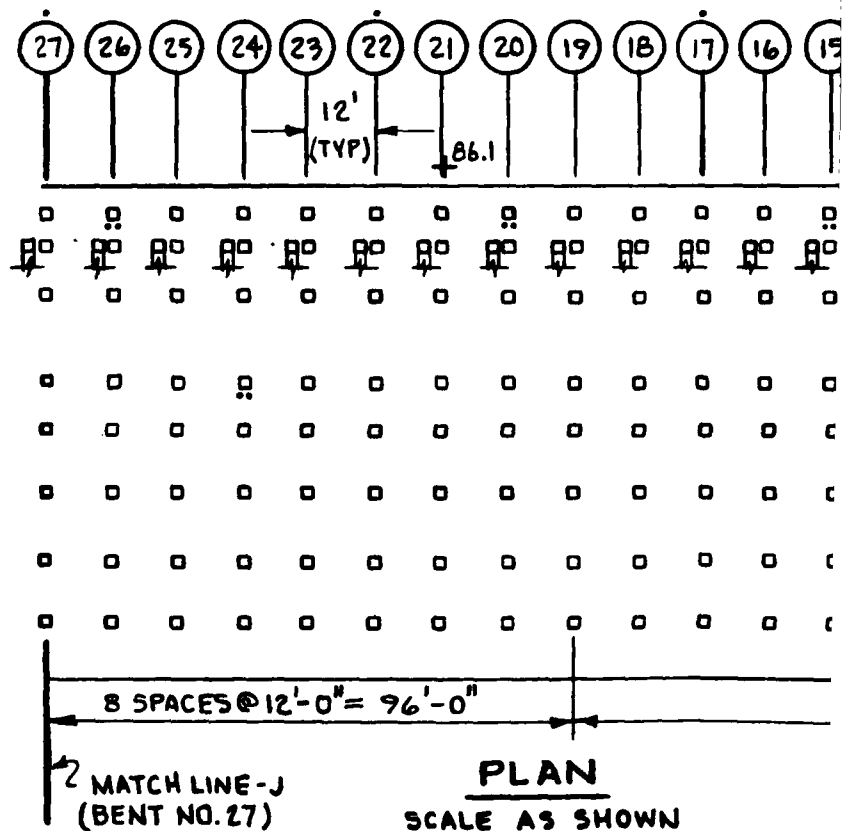 27 26 25 24 23 22 21 20 19 18 17 16 15
12'
(TYP)
86.1
8 SPACES @ 12'-0" = 96'-0"
MATCH LINE-J
(BENT NO. 27)
PLAN
SCALE AS SHOWN